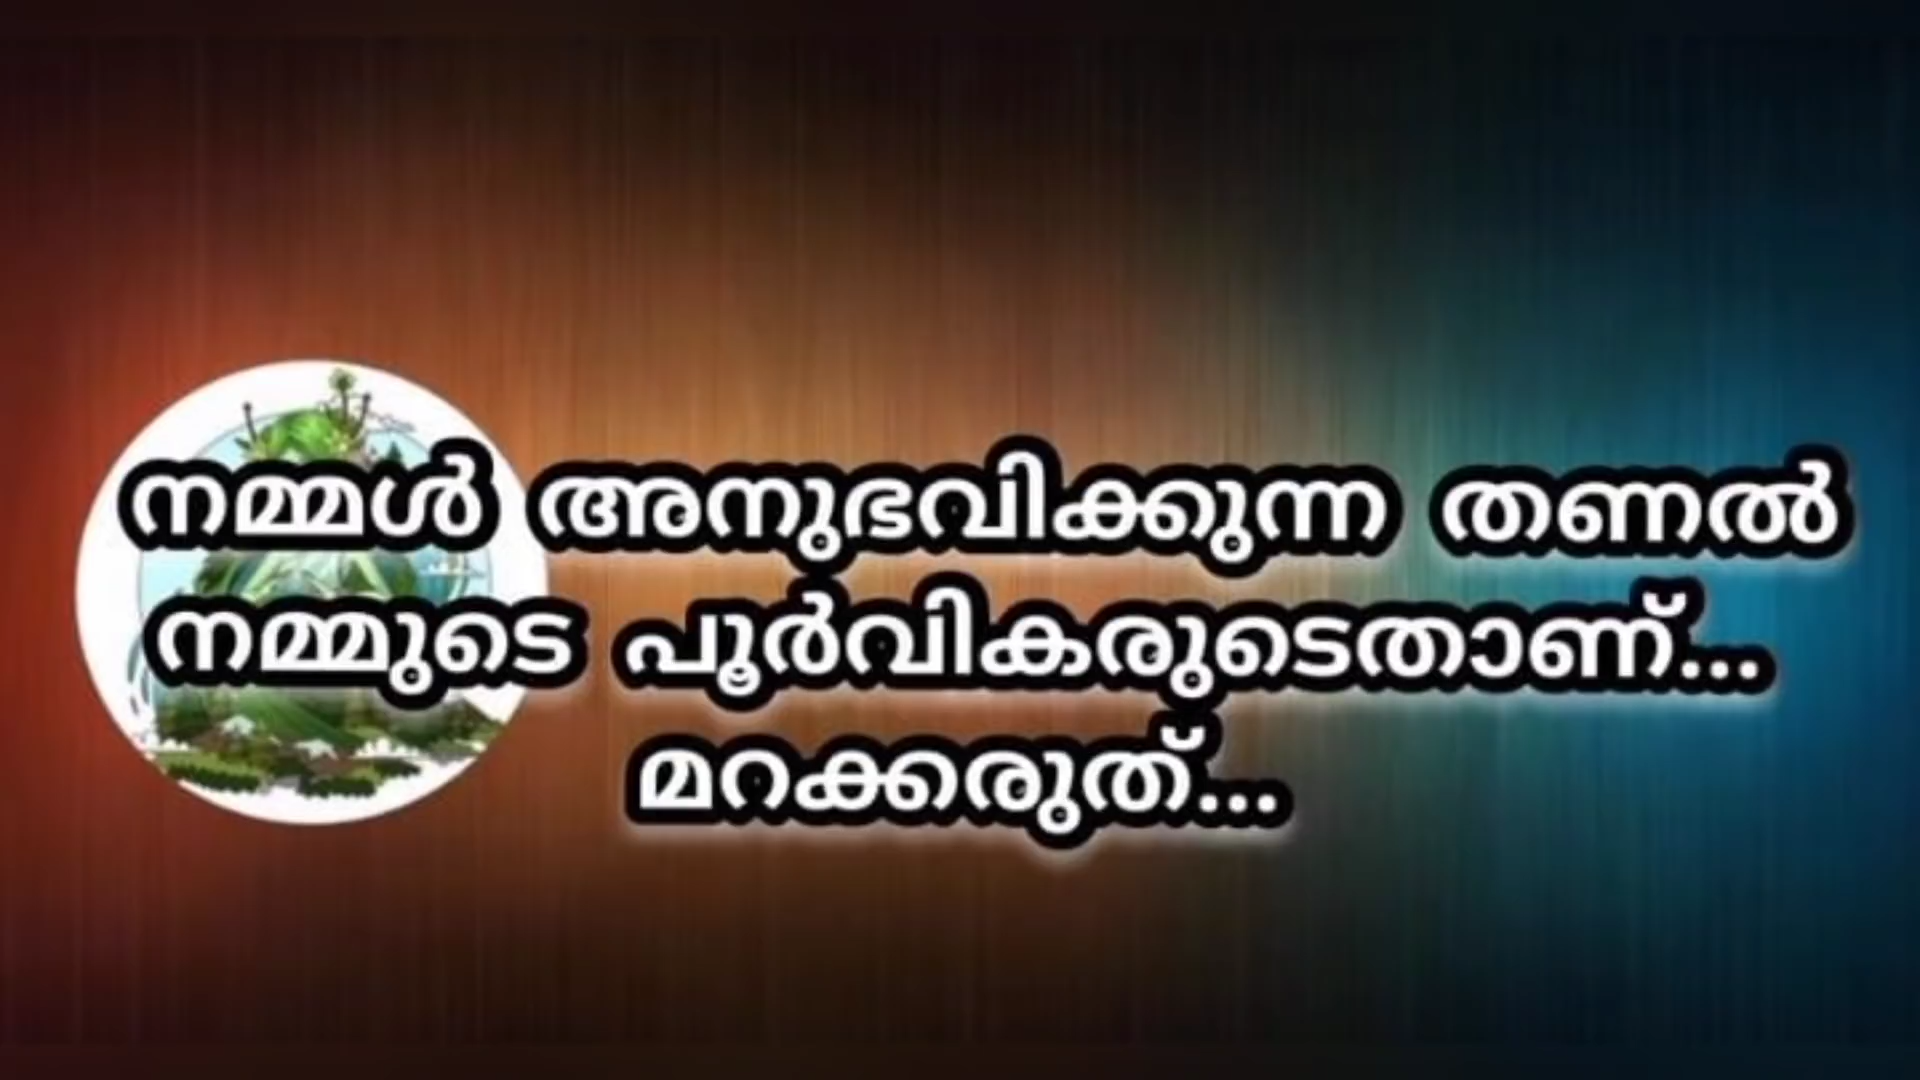 നമ്മൾ അനുഭവിക്കുന്ന തണൽ
നമ്മുടെ പൂർവികരുടെതാണ്...
മറക്കരുത്...